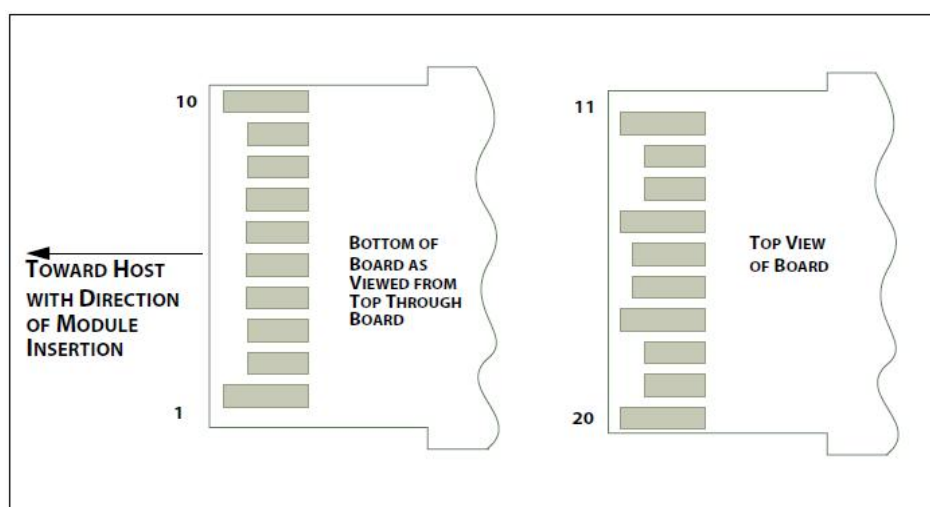 10
1
TOWARD HOST
WITH DIRECTION
OF MODULE
INSERTION
BOTTOM OF
BOARD AS
VIEWED FROM
TOP THROUGH
BOARD
11
20
TOP VIEW
OF BOARD